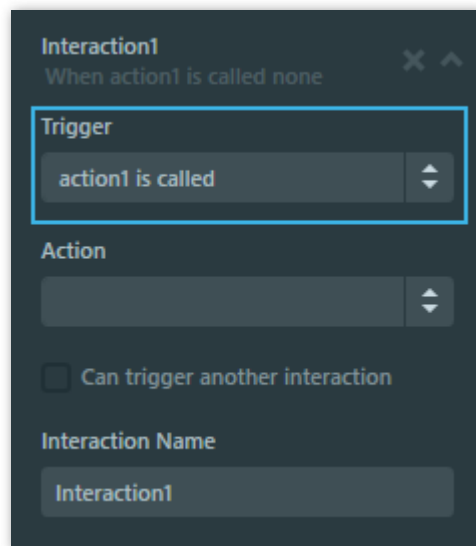 Interaction1
When action1 is called none
Trigger
action1 is called
Action
Can trigger another interaction
Interaction Name
Interaction1